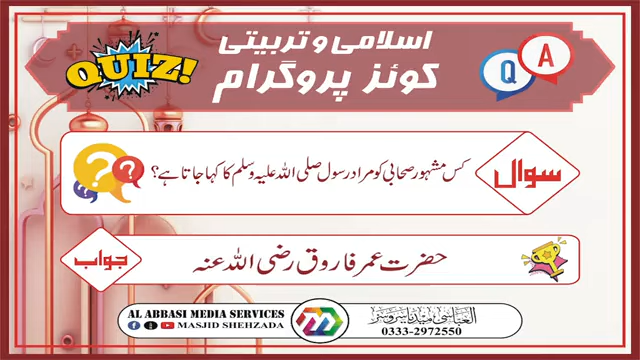 اسلامی و تربیتی
کوئز پروگرام
QUIZ!
Q A
سوال
کس مشہور صحابی کو مراد رسول صلی اللہ علیہ وسلم کا کہا جاتا ہے؟
جواب
حضرت عمر فاروق رضی اللہ عنہ
AL ABBASI MEDIA SERVICES
MASJID SHEHZADA
العباسی میڈیا سروسز
0333-2972550